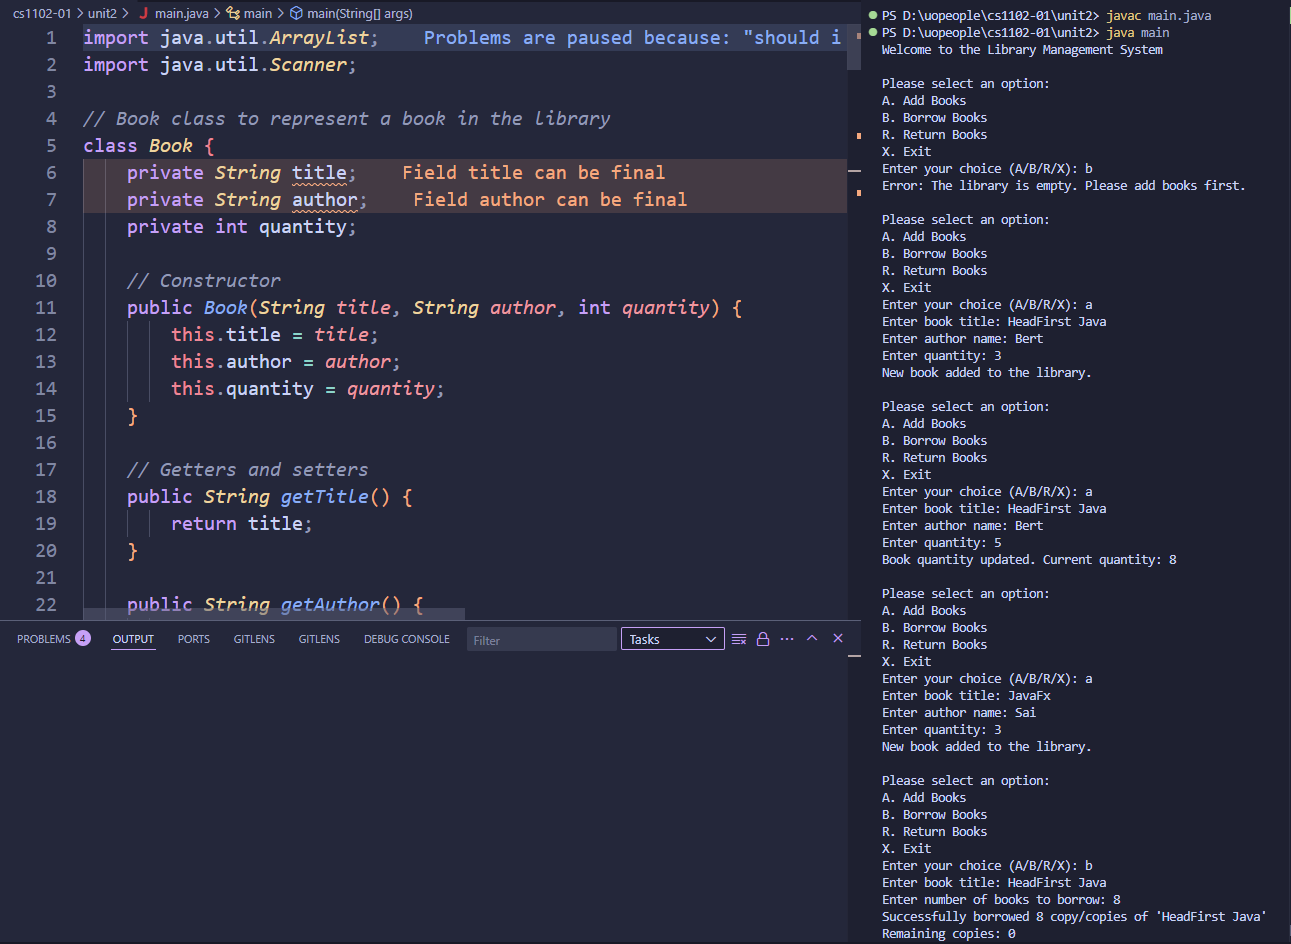 cs1102-01 > unit2 > J main.java > main > main(String[] args)
1 import java.util.ArrayList; Problems are paused because: "should i
2 import java.util.Scanner;
3
4 // Book class to represent a book in the library
5 class Book {
6 private String title; Field title can be final
7 private String author; Field author can be final
8 private int quantity;
9
10 // Constructor
11 public Book(String title, String author, int quantity) {
12 this.title = title;
13 this.author = author;
14 this.quantity = quantity;
15 }
16
17 // Getters and setters
18 public String getTitle() {
19 return title;
20 }
21
22 public String getAuthor() {
PROBLEMS 4 OUTPUT PORTS GITLENS GITLENS DEBUG CONSOLE Filter Tasks
PS D:\uopeople\cs1102-01\unit2> javac main.java
PS D:\uopeople\cs1102-01\unit2> java main
Welcome to the Library Management System

Please select an option:
A. Add Books
B. Borrow Books
R. Return Books
X. Exit
Enter your choice (A/B/R/X): b
Error: The library is empty. Please add books first.

Please select an option:
A. Add Books
B. Borrow Books
R. Return Books
X. Exit
Enter your choice (A/B/R/X): a
Enter book title: HeadFirst Java
Enter author name: Bert
Enter quantity: 3
New book added to the library.

Please select an option:
A. Add Books
B. Borrow Books
R. Return Books
X. Exit
Enter your choice (A/B/R/X): a
Enter book title: HeadFirst Java
Enter author name: Bert
Enter quantity: 5
Book quantity updated. Current quantity: 8

Please select an option:
A. Add Books
B. Borrow Books
R. Return Books
X. Exit
Enter your choice (A/B/R/X): a
Enter book title: JavaFx
Enter author name: Sai
Enter quantity: 3
New book added to the library.

Please select an option:
A. Add Books
B. Borrow Books
R. Return Books
X. Exit
Enter your choice (A/B/R/X): b
Enter book title: HeadFirst Java
Enter number of books to borrow: 8
Successfully borrowed 8 copy/copies of 'HeadFirst Java'
Remaining copies: 0